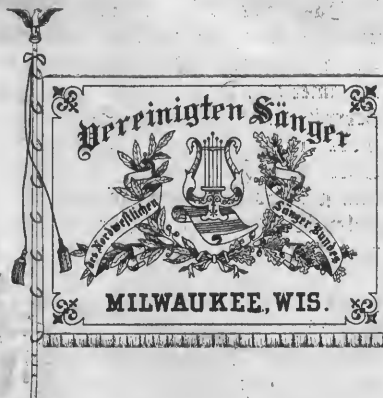 Vereinigten Sänger
des Nordwestlichen
Sänger Bundes
MILWAUKEE, WIS.